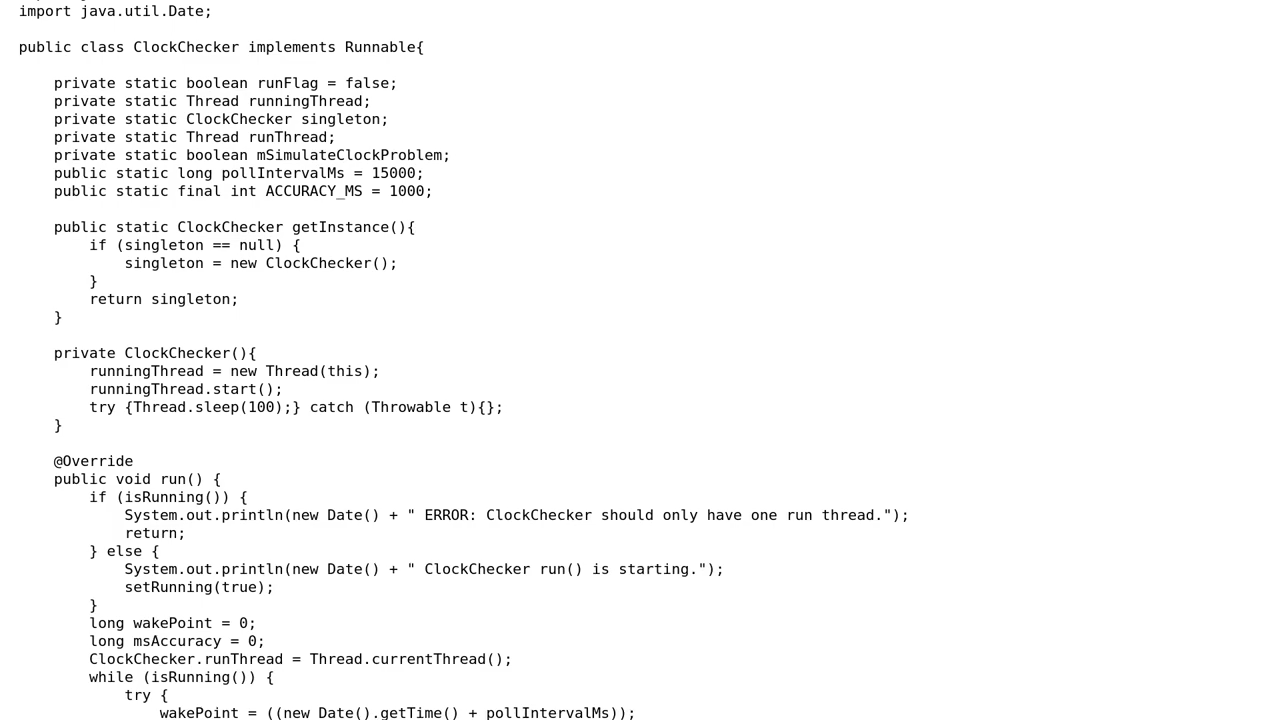 import java.util.Date;
public class ClockChecker implements Runnable{
private static boolean runFlag = false;
private static Thread runningThread;
private static ClockChecker singleton;
private static Thread runThread;
private static boolean mSimulateClockProblem;
public static long pollIntervalMs = 15000;
public static final int ACCURACY_MS = 1000;
public static ClockChecker getInstance(){
if (singleton == null) {
singleton = new ClockChecker();
}
return singleton;
}
private ClockChecker(){
runningThread = new Thread(this);
runningThread.start();
try {Thread.sleep(100);} catch (Throwable t){};
}
@Override
public void run() {
if (isRunning()) {
System.out.println(new Date() + " ERROR: ClockChecker should only have one run thread.");
return;
} else {
System.out.println(new Date() + " ClockChecker run() is starting.");
setRunning(true);
}
long wakePoint = 0;
long msAccuracy = 0;
ClockChecker.runThread = Thread.currentThread();
while (isRunning()) {
try {
wakePoint = ((new Date().getTime() + pollIntervalMs));